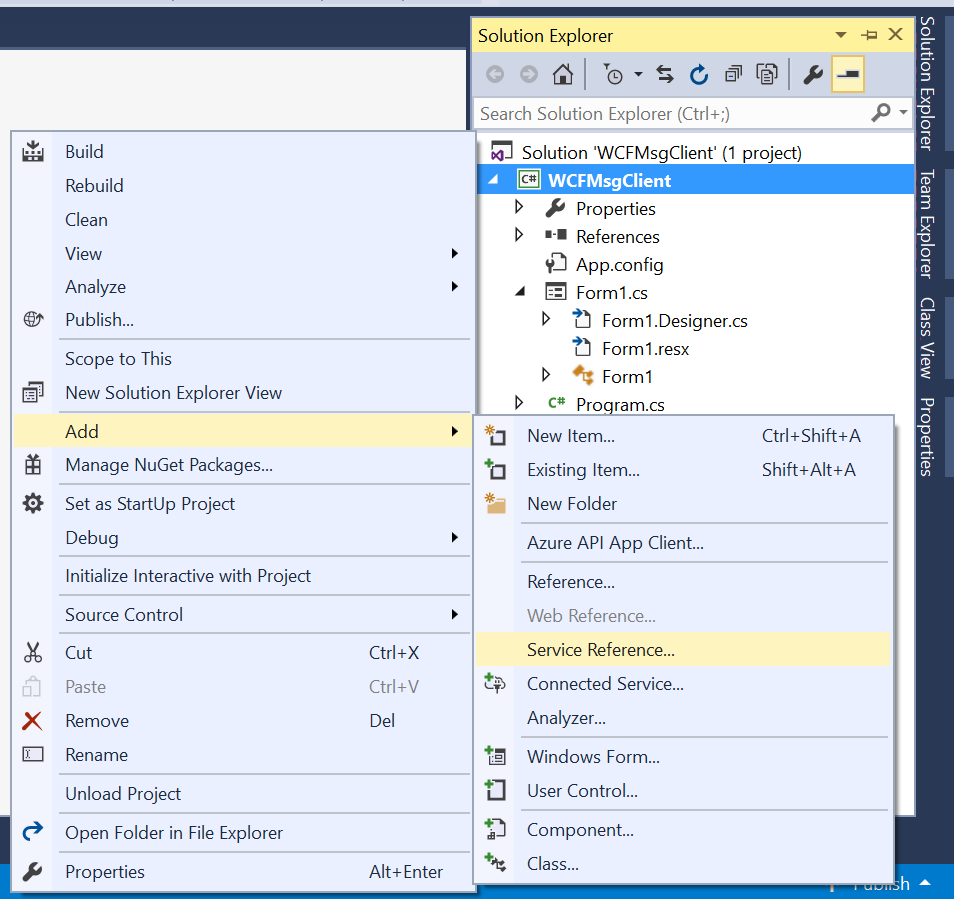 Solution Explorer
Search Solution Explorer (Ctrl+;)
Solution 'WCFMsgClient' (1 project)
C# WCFMsgClient
Properties
References
App.config
Form1.cs
Form1.Designer.cs
Form1.resx
Form1
C# Program.cs
Build
Rebuild
Clean
View
Analyze
Publish...
Scope to This
New Solution Explorer View
Add
Manage NuGet Packages...
Set as StartUp Project
Debug
Initialize Interactive with Project
Source Control
Cut Ctrl+X
Paste Ctrl+V
Remove Del
Rename
Unload Project
Open Folder in File Explorer
Properties Alt+Enter
New Item... Ctrl+Shift+A
Existing Item... Shift+Alt+A
New Folder
Azure API App Client...
Reference...
Web Reference...
Service Reference...
Connected Service...
Analyzer...
Windows Form...
User Control...
Component...
Class...
Solution Explorer
Team Explorer
Class View
Properties
Publish